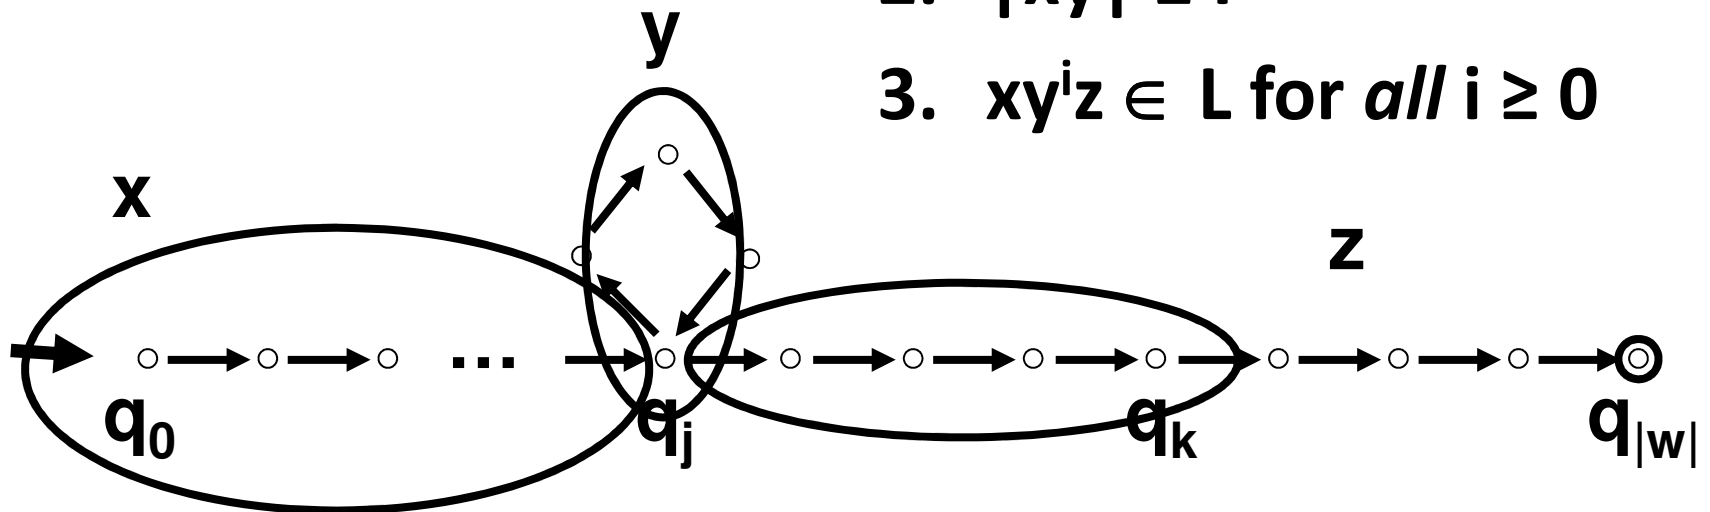 y
3. xyⁱz ∈ L for all i ≥ 0
x
z
...
q₀ qⱼ qₖ q|w|